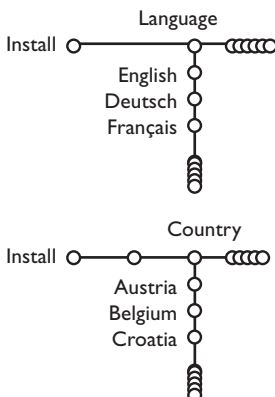 Language
Install
English
Deutsch
Français
Country
Install
Austria
Belgium
Croatia